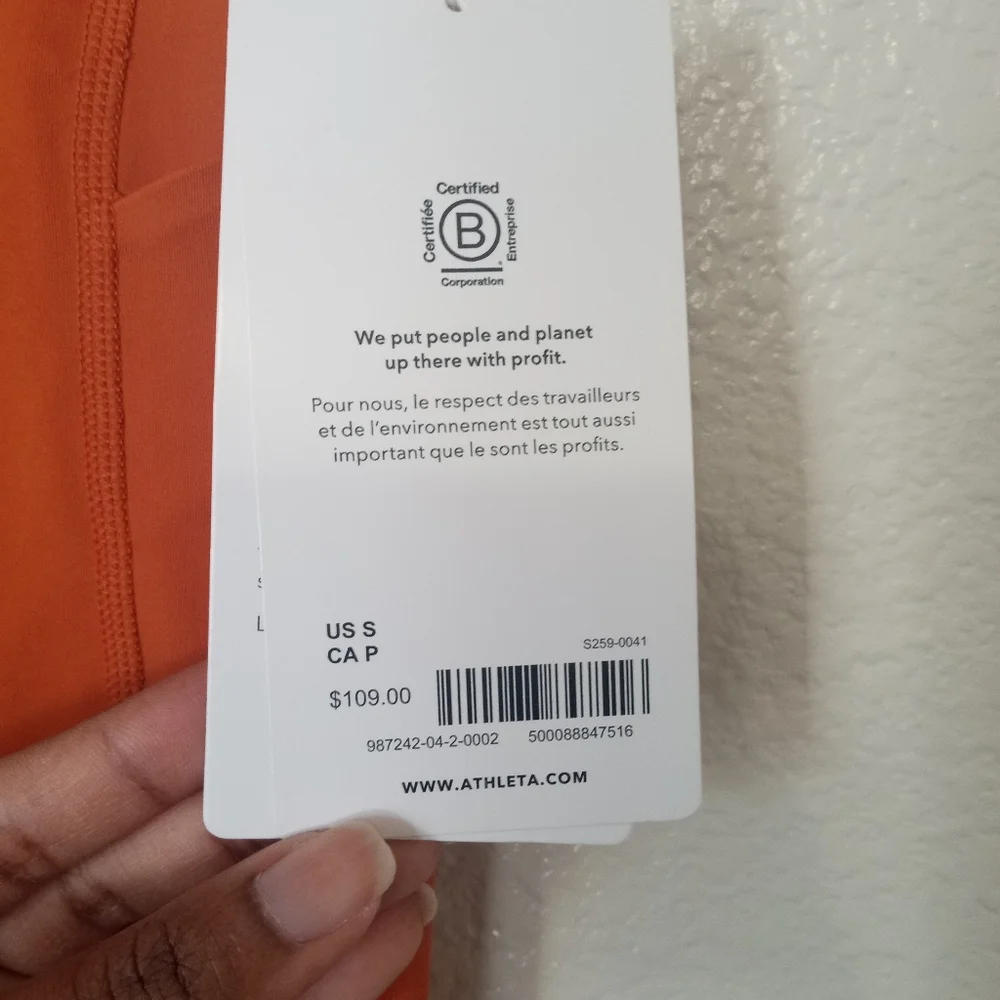 Certified
Certifiée
B
Entreprise
Corporation
We put people and planet
up there with profit.
Pour nous, le respect des travailleurs
et de l'environnement est tout aussi
important que le sont les profits.
US S
CA P
S259-0041
$109.00
987242-04-2-0002 500088847516
WWW.ATHLETA.COM